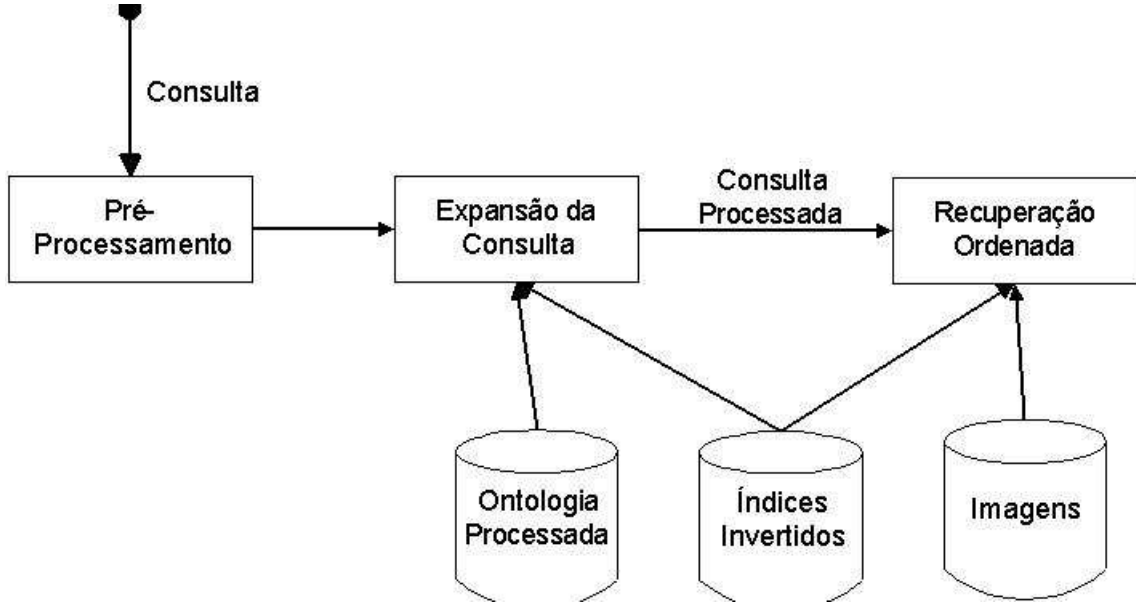 Consulta
Pré-
Processamento
Expansão da
Consulta
Consulta
Processada
Recuperação
Ordenada
Ontologia
Processada
Índices
Invertidos
Imagens